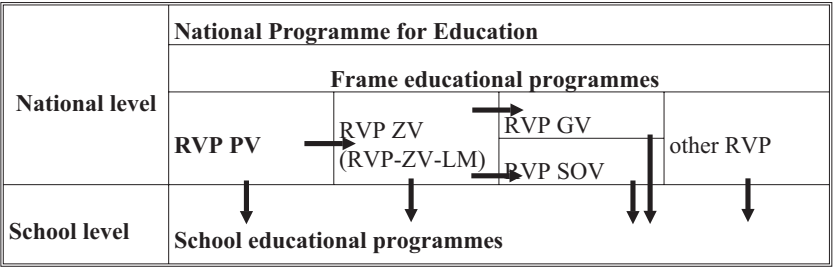 National Programme for Education
Frame educational programmes
National level
RVP PV
RVP ZV
(RVP-ZV-LM)
RVP GV
RVP SOV
other RVP
School level
School educational programmes